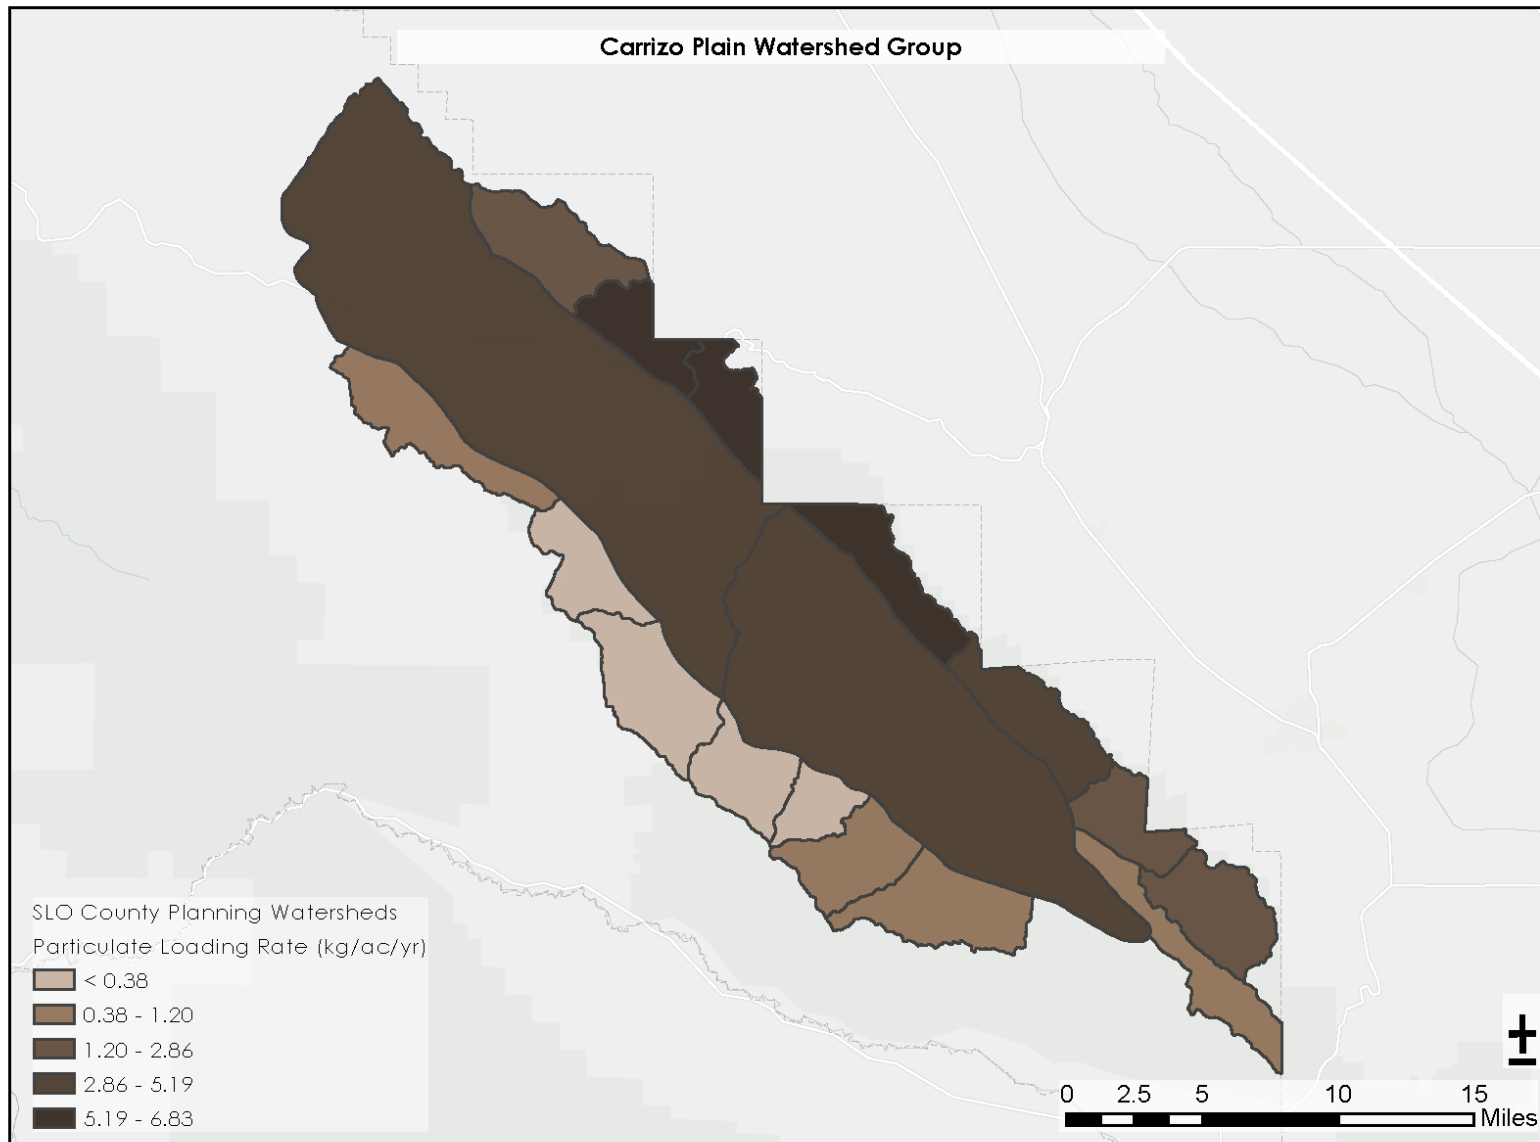 Carrizo Plain Watershed Group
SLO County Planning Watersheds
Particulate Loading Rate (kg/ac/yr)
< 0.38
0.38 - 1.20
1.20 - 2.86
2.86 - 5.19
5.19 - 6.83
0 2.5 5 10 15
Miles